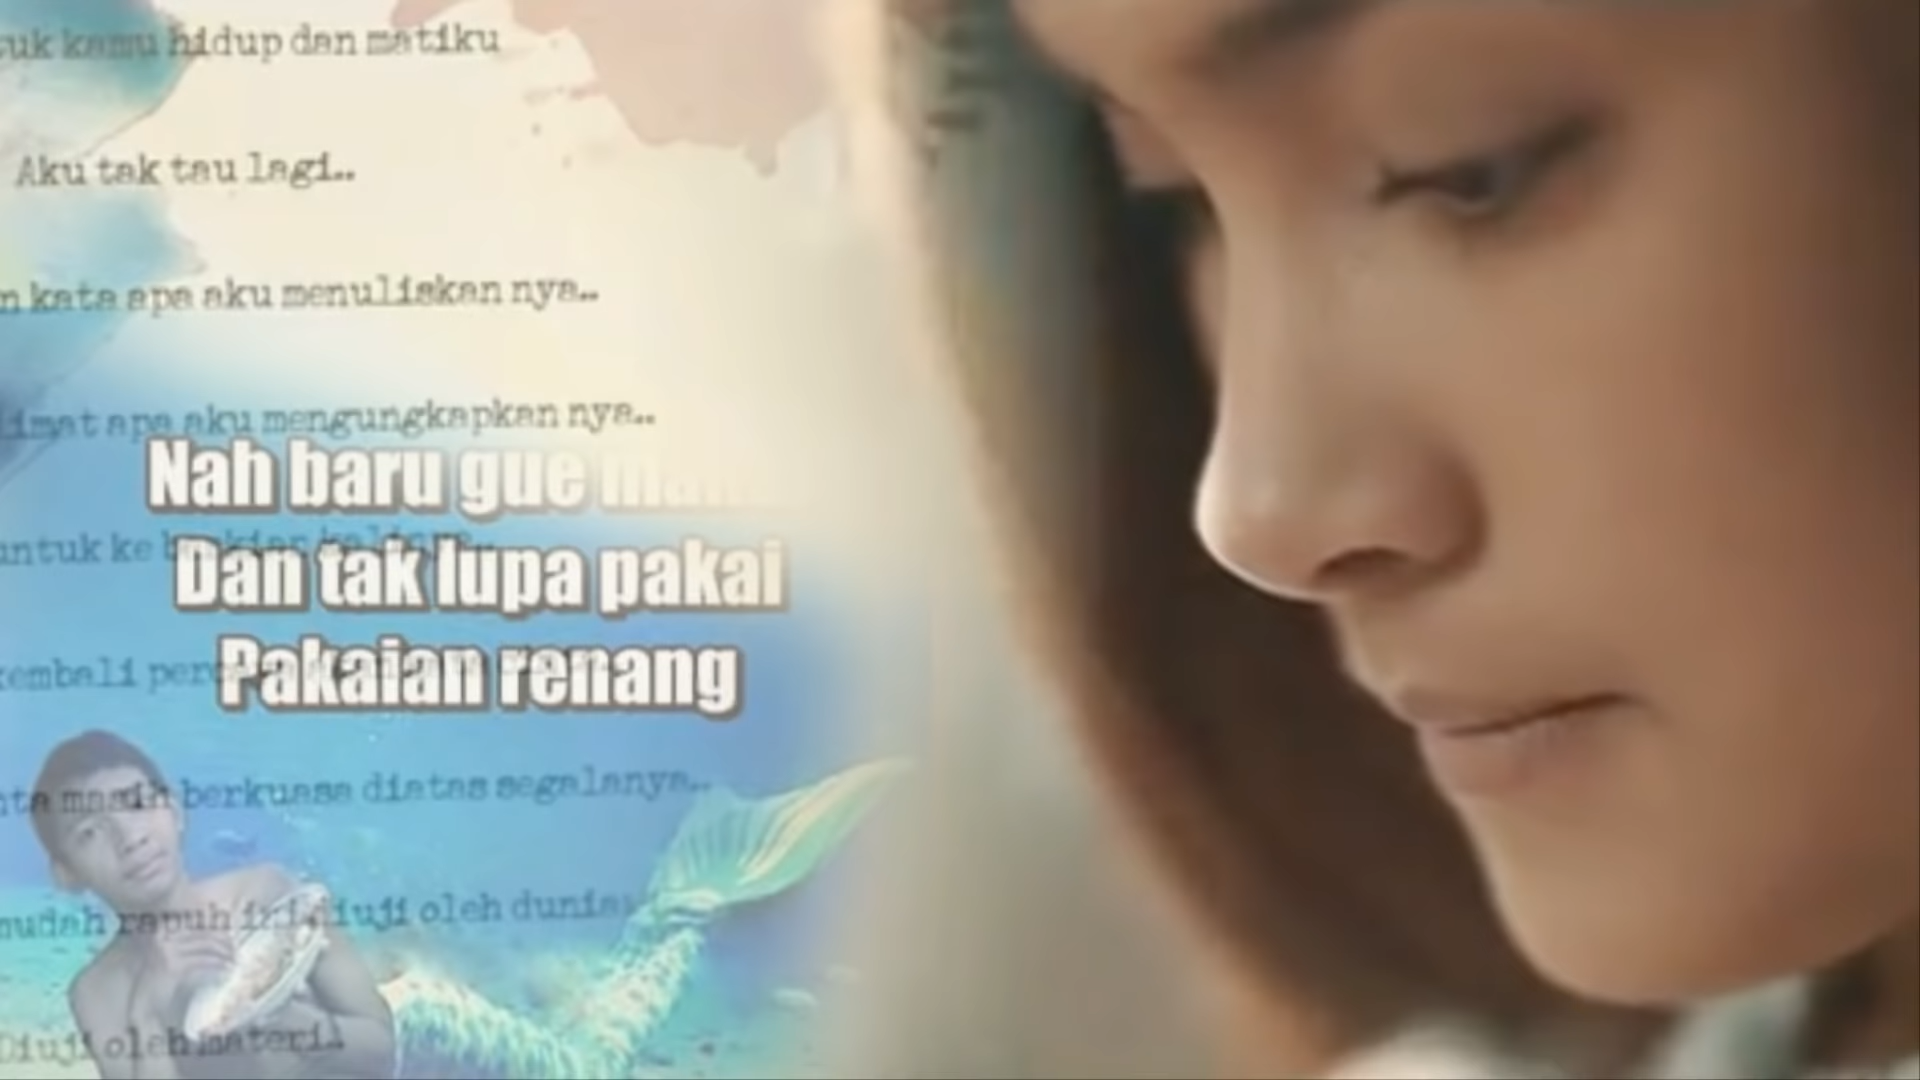 kamu hidup dan matiku
Aku tak tau lagi..
kata apa aku menuliskan nya..
apa aku mengungkapkan nya..
Nah baru gue
untuk ke
Dan tak lupa pakai
kembali
Pakaian renang
masih berkuasa diatas segalanya..
mudah rapuh ini diuji oleh dunia
Diuji oleh materi..